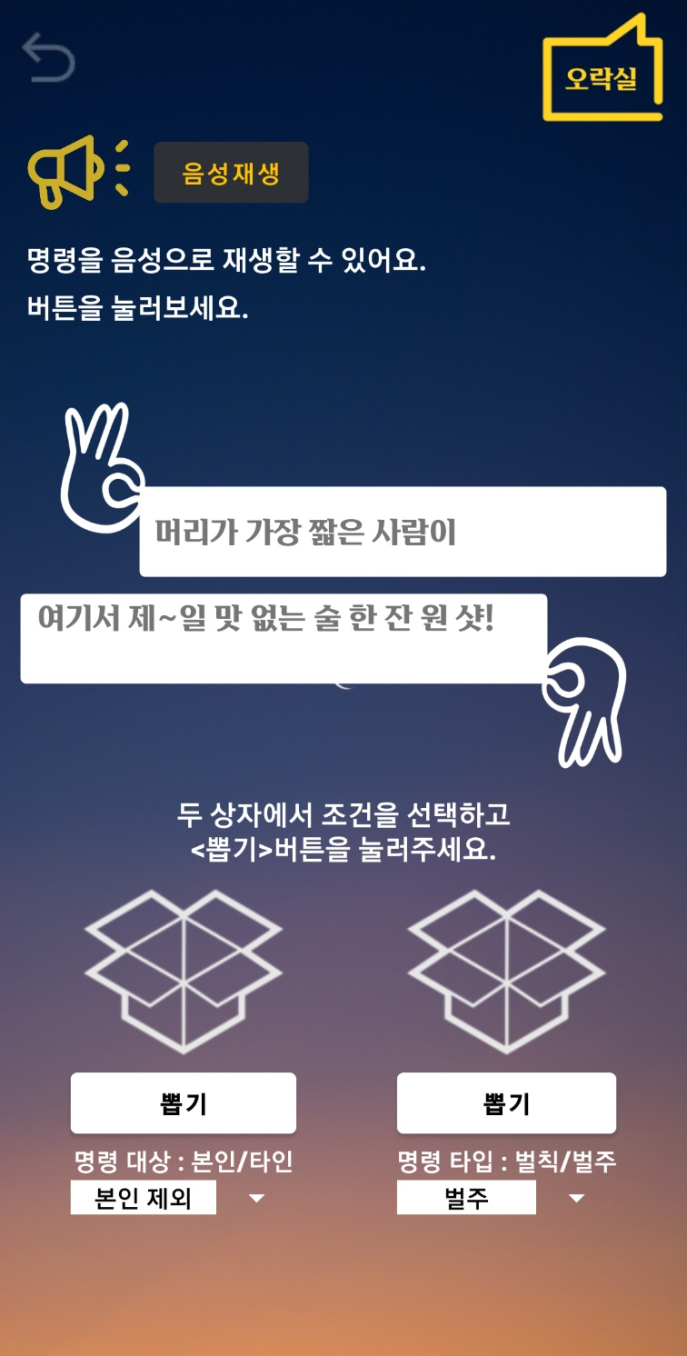 오락실
음성재생
명령을 음성으로 재생할 수 있어요.
버튼을 눌러보세요.
머리가 가장 짧은 사람이
여기서 제~일 맛 없는 술 한 잔 원 샷!
두 상자에서 조건을 선택하고
<뽑기>버튼을 눌러주세요.
뽑기 뽑기
명령 대상 : 본인/타인 명령 타입 : 벌칙/벌주
본인 제외 벌주